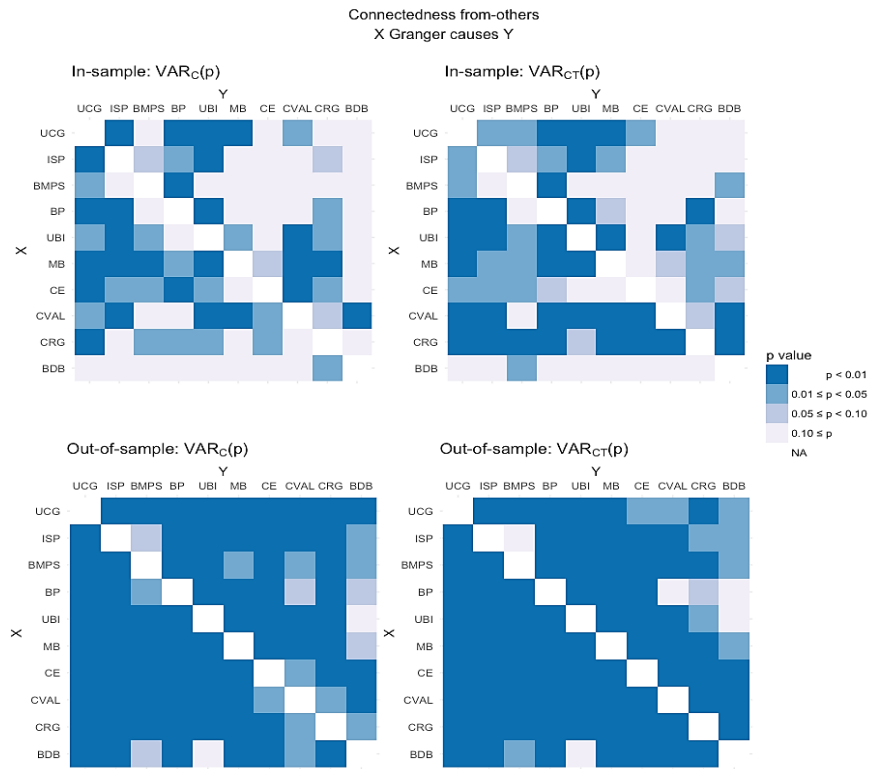 Connectedness from-others
X Granger causes Y
In-sample: VARC(p)
Y
UCG ISP BMPS BP UBI MB CE CVAL CRG BDB
X
UCG
ISP
BMPS
BP
UBI
MB
CE
CVAL
CRG
BDB
In-sample: VARCT(p)
Y
UCG ISP BMPS BP UBI MB CE CVAL CRG BDB
X
UCG
ISP
BMPS
BP
UBI
MB
CE
CVAL
CRG
BDB
p value
p < 0.01
0.01 ≤ p < 0.05
0.05 ≤ p < 0.10
0.10 ≤ p
NA
Out-of-sample: VARC(p)
Y
UCG ISP BMPS BP UBI MB CE CVAL CRG BDB
X
UCG
ISP
BMPS
BP
UBI
MB
CE
CVAL
CRG
BDB
Out-of-sample: VARCT(p)
Y
UCG ISP BMPS BP UBI MB CE CVAL CRG BDB
X
UCG
ISP
BMPS
BP
UBI
MB
CE
CVAL
CRG
BDB